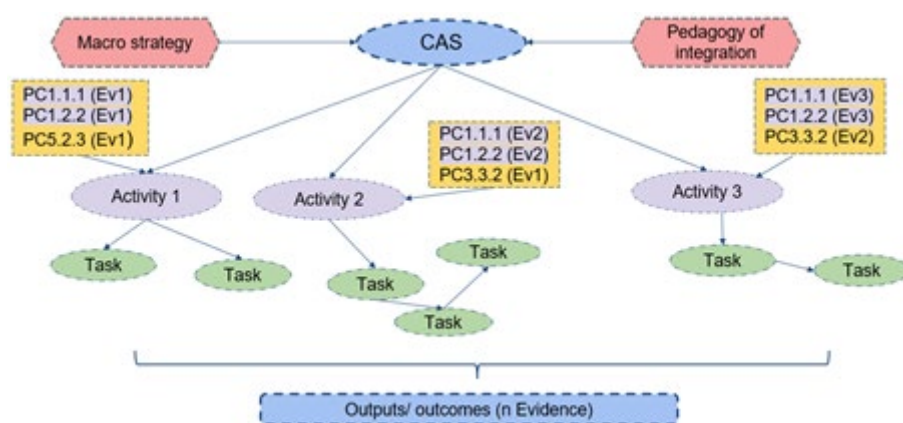 Macro strategy
CAS
Pedagogy of
integration
PC1.1.1 (Ev1)
PC1.2.2 (Ev1)
PC5.2.3 (Ev1)
PC1.1.1 (Ev2)
PC1.2.2 (Ev2)
PC3.3.2 (Ev1)
PC1.1.1 (Ev3)
PC1.2.2 (Ev3)
PC3.3.2 (Ev2)
Activity 1
Activity 2
Activity 3
Task
Task
Task
Task
Task
Task
Task
Outputs/ outcomes (n Evidence)